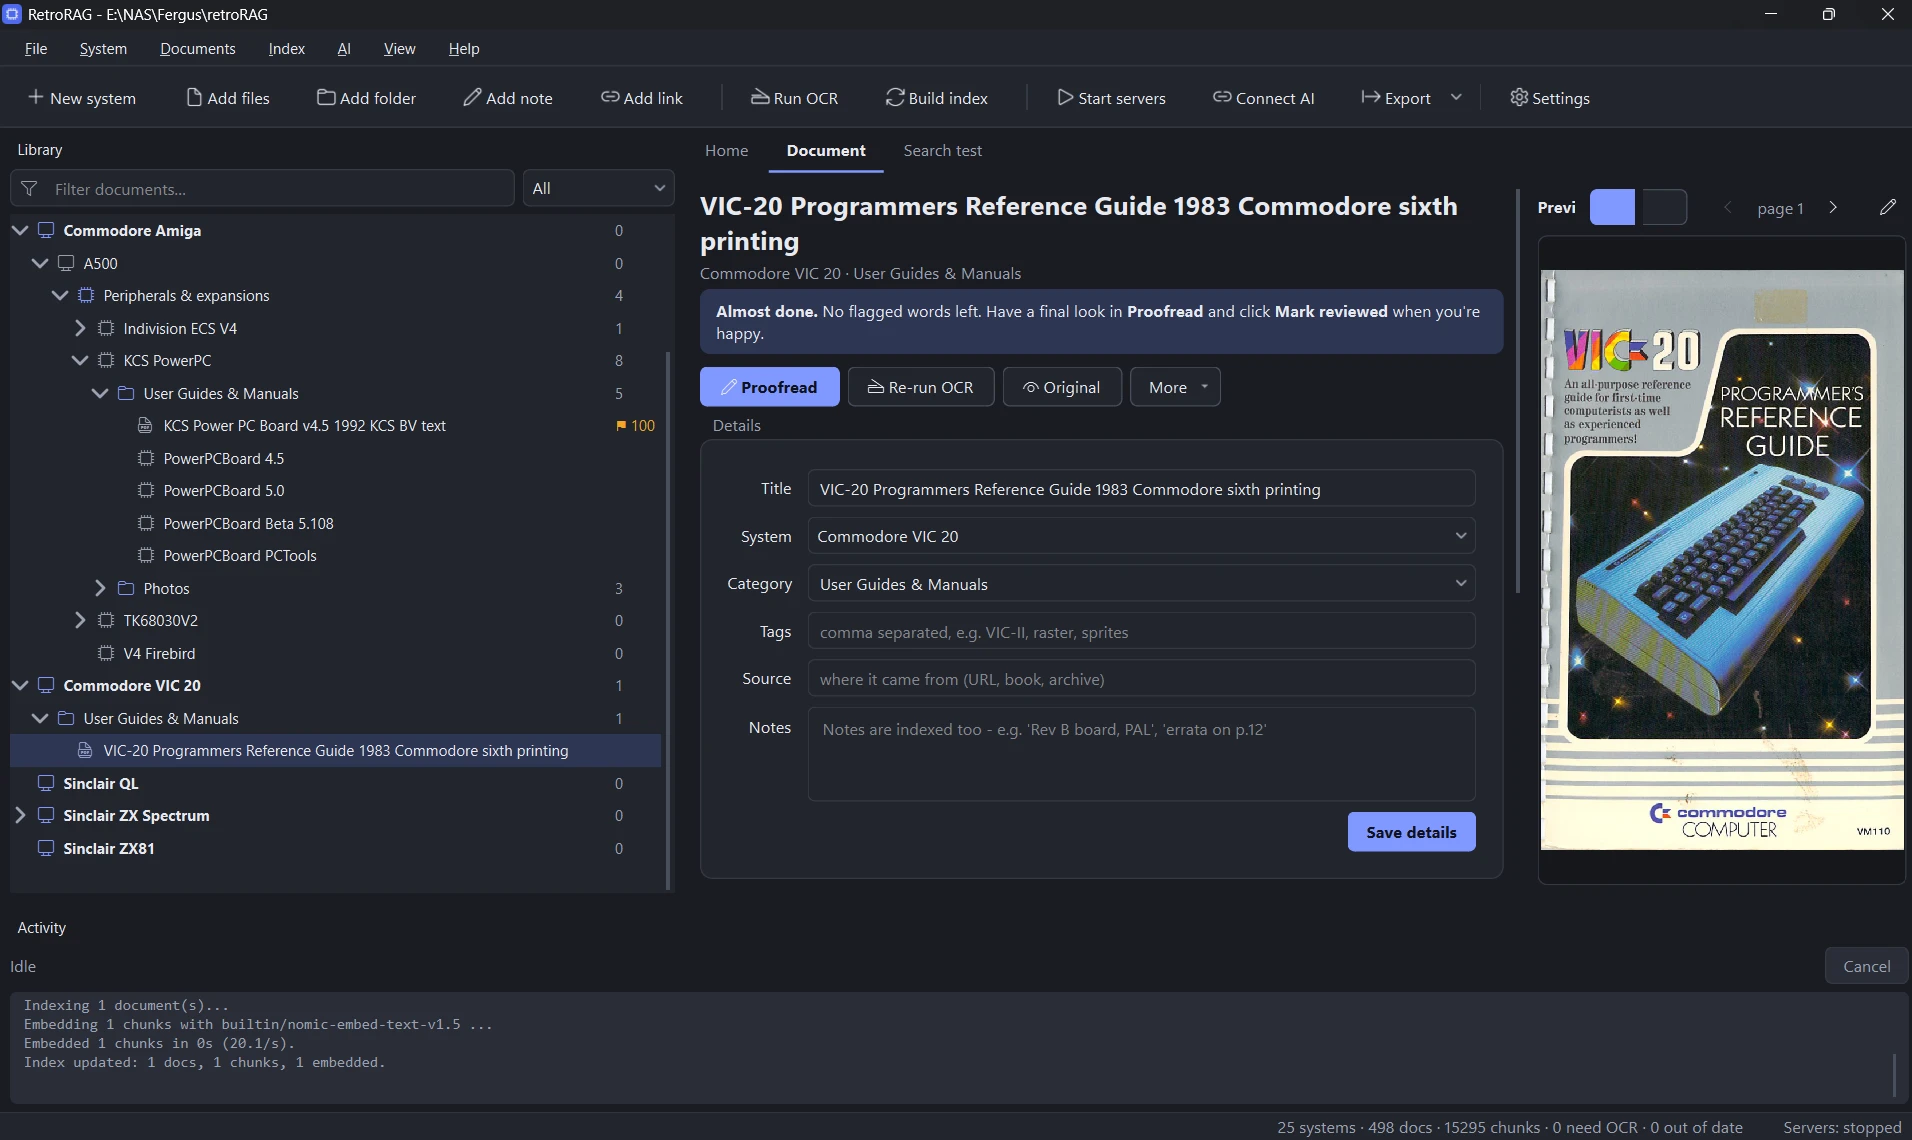 RetroRAG - E:\NAS\Fergus\retroRAG
File System Documents Index AI View Help
New system Add files Add folder Add note Add link Run OCR Build index Start servers Connect AI Export Settings
Library
Filter documents... All
Commodore Amiga 0
A500 0
Peripherals & expansions 4
Indivision ECS V4 1
KCS PowerPC 8
User Guides & Manuals 5
KCS Power PC Board v4.5 1992 KCS BV text 100
PowerPCBoard 4.5
PowerPCBoard 5.0
PowerPCBoard Beta 5.108
PowerPCBoard PCTools
Photos 3
TK68030V2 0
V4 Firebird 0
Commodore VIC 20 1
User Guides & Manuals 1
VIC-20 Programmers Reference Guide 1983 Commodore sixth printing
Sinclair QL 0
Sinclair ZX Spectrum 0
Sinclair ZX81 0
Home Document Search test
VIC-20 Programmers Reference Guide 1983 Commodore sixth
printing
Commodore VIC 20 · User Guides & Manuals
Almost done. No flagged words left. Have a final look in Proofread and click Mark reviewed when you're
happy.
Proofread Re-run OCR Original More
Details
Title VIC-20 Programmers Reference Guide 1983 Commodore sixth printing
System Commodore VIC 20
Category User Guides & Manuals
Tags comma separated, e.g. VIC-II, raster, sprites
Source where it came from (URL, book, archive)
Notes Notes are indexed too - e.g. 'Rev B board, PAL', 'errata on p.12'
Save details
Previ page 1
VIC-20
An all-purpose reference
guide for first-time
computerists as well
as experienced
programmers!
PROGRAMMER'S
REFERENCE
GUIDE
commodore
COMPUTER
VM110
Activity
Idle
Cancel
Indexing 1 document(s)...
Embedding 1 chunks with builtin/nomic-embed-text-v1.5 ...
Embedded 1 chunks in 0s (20.1/s).
Index updated: 1 docs, 1 chunks, 1 embedded.
25 systems · 498 docs · 15295 chunks · 0 need OCR · 0 out of date Servers: stopped